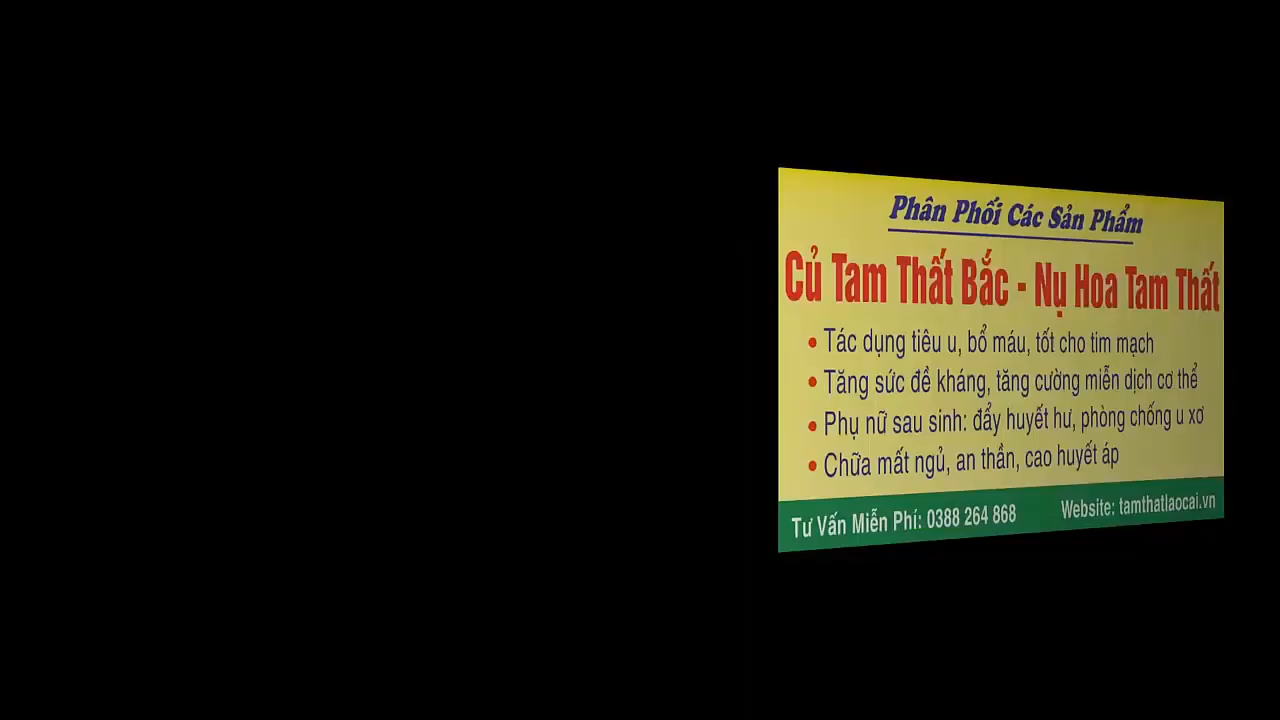 Phân Phối Các Sản Phẩm
Củ Tam Thất Bắc - Nụ Hoa Tam Thất
• Tác dụng tiêu u, bổ máu, tốt cho tim mạch
• Tăng sức đề kháng, tăng cường miễn dịch cơ thể
• Phụ nữ sau sinh: đẩy huyết hư, phòng chống u xơ
• Chữa mất ngủ, an thần, cao huyết áp
Tư Vấn Miễn Phí: 0388 264 868 Website: tamthatlaocai.vn